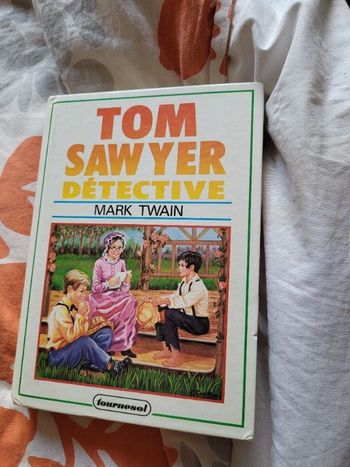 TOM
SAWYER
DÉTECTIVE
MARK TWAIN
tournesol